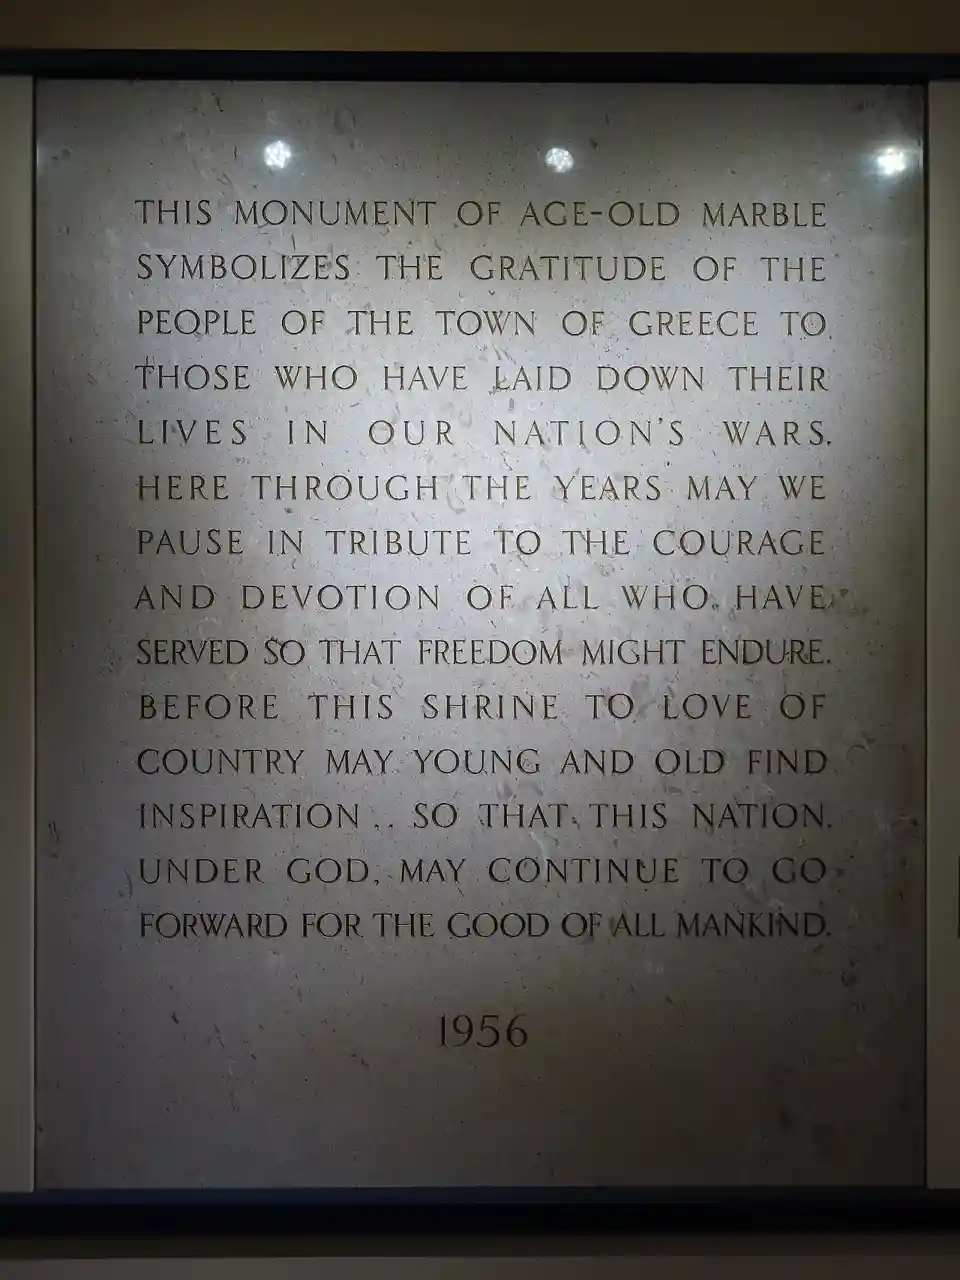 THIS MONUMENT OF AGE-OLD MARBLE
SYMBOLIZES THE GRATITUDE OF THE
PEOPLE OF THE TOWN OF GREECE TO
THOSE WHO HAVE LAID DOWN THEIR
LIVES IN OUR NATION'S WARS.
HERE THROUGH THE YEARS MAY WE
PAUSE IN TRIBUTE TO THE COURAGE
AND DEVOTION OF ALL WHO HAVE
SERVED SO THAT FREEDOM MIGHT ENDURE.
BEFORE THIS SHRINE TO LOVE OF
COUNTRY MAY YOUNG AND OLD FIND
INSPIRATION .. SO THAT THIS NATION,
UNDER GOD, MAY CONTINUE TO GO
FORWARD FOR THE GOOD OF ALL MANKIND.
1956